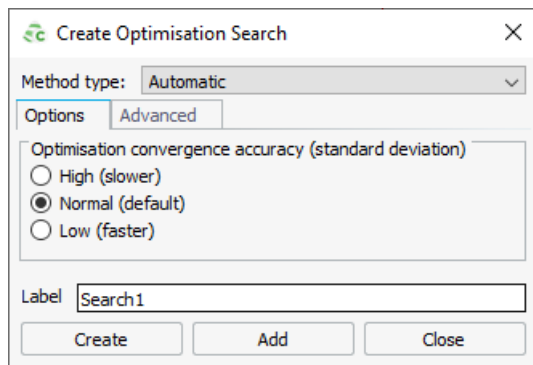 Create Optimisation Search
Method type: Automatic
Options Advanced
Optimisation convergence accuracy (standard deviation)
High (slower)
Normal (default)
Low (faster)
Label Search1
Create Add Close